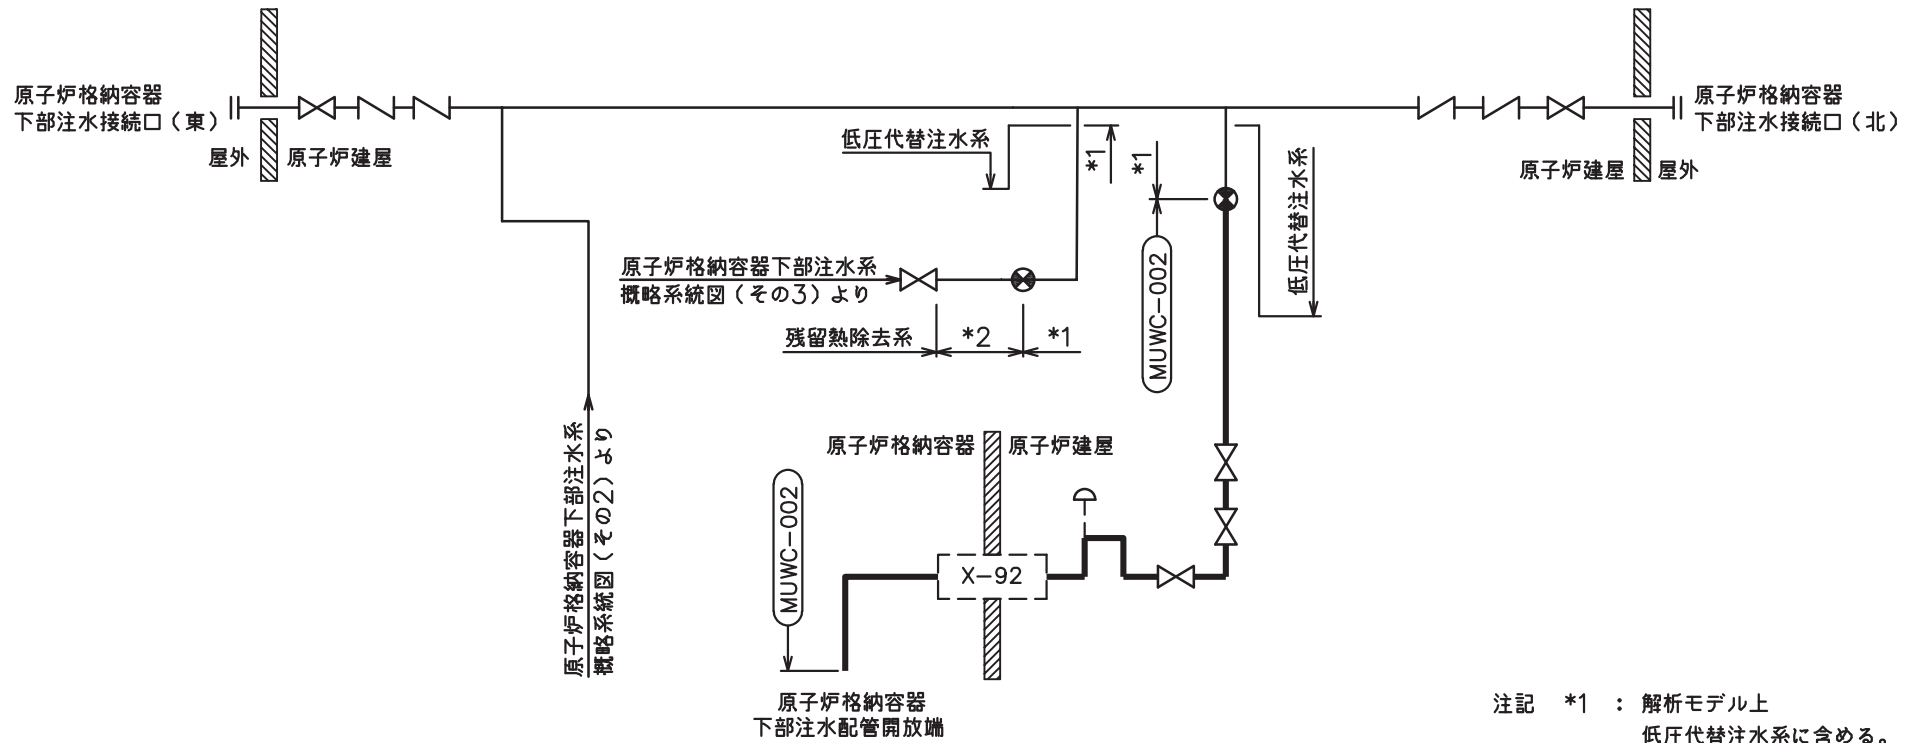 原子炉格納容器
下部注水接続口(東)
屋外
原子炉建屋
低圧代替注水系
*1
*1
MUWC-002
低圧代替注水系
原子炉格納容器
下部注水接続口(北)
原子炉建屋
屋外
原子炉格納容器下部注水系
概略系統図(その3)より
残留熱除去系
*2
*1
原子炉格納容器下部注水系
概略系統図(その2)より
原子炉格納容器
原子炉建屋
MUWC-002
X-92
原子炉格納容器
下部注水配管開放端
注記 *1 : 解析モデル上
低圧代替注水系に含める。